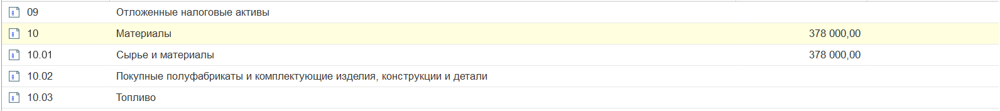 09 Отложенные налоговые активы
10 Материалы 378 000,00
10.01 Сырье и материалы 378 000,00
10.02 Покупные полуфабрикаты и комплектующие изделия, конструкции и детали
10.03 Топливо